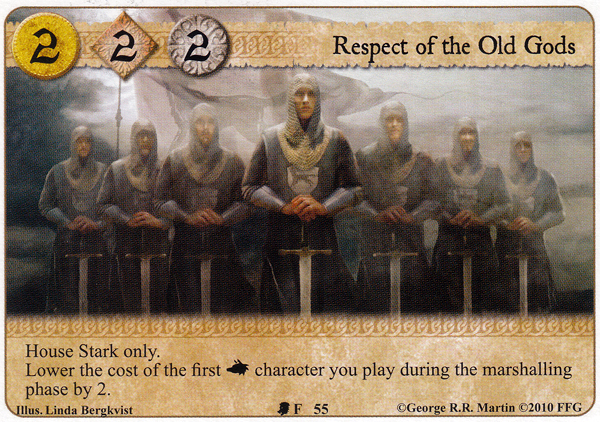 2 2 2 Respect of the Old Gods
House Stark only.
Lower the cost of the first character you play during the marshalling
phase by 2.
Illus. Linda Bergkvist F 55 ©George R.R. Martin ©2010 FFG